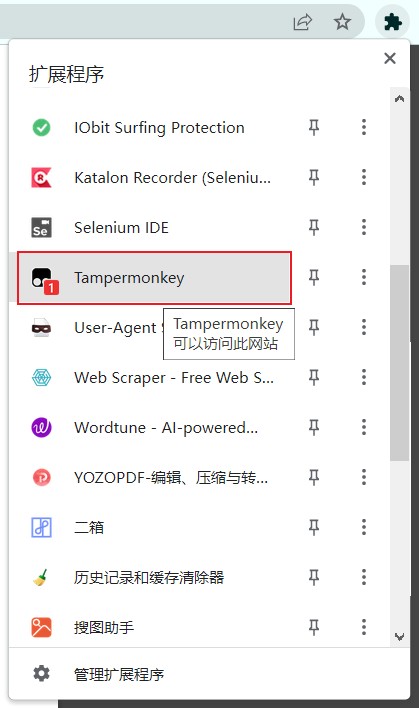 扩展程序
IObit Surfing Protection
Katalon Recorder (Seleniu...
Selenium IDE
Se
Tampermonkey
1
Tampermonkey
可以访问此网站
User-Agent
Web Scraper - Free Web S...
Wordtune - AI-powered...
YOZOPDF-编辑、压缩与转...
二箱
历史记录和缓存清除器
搜图助手
管理扩展程序